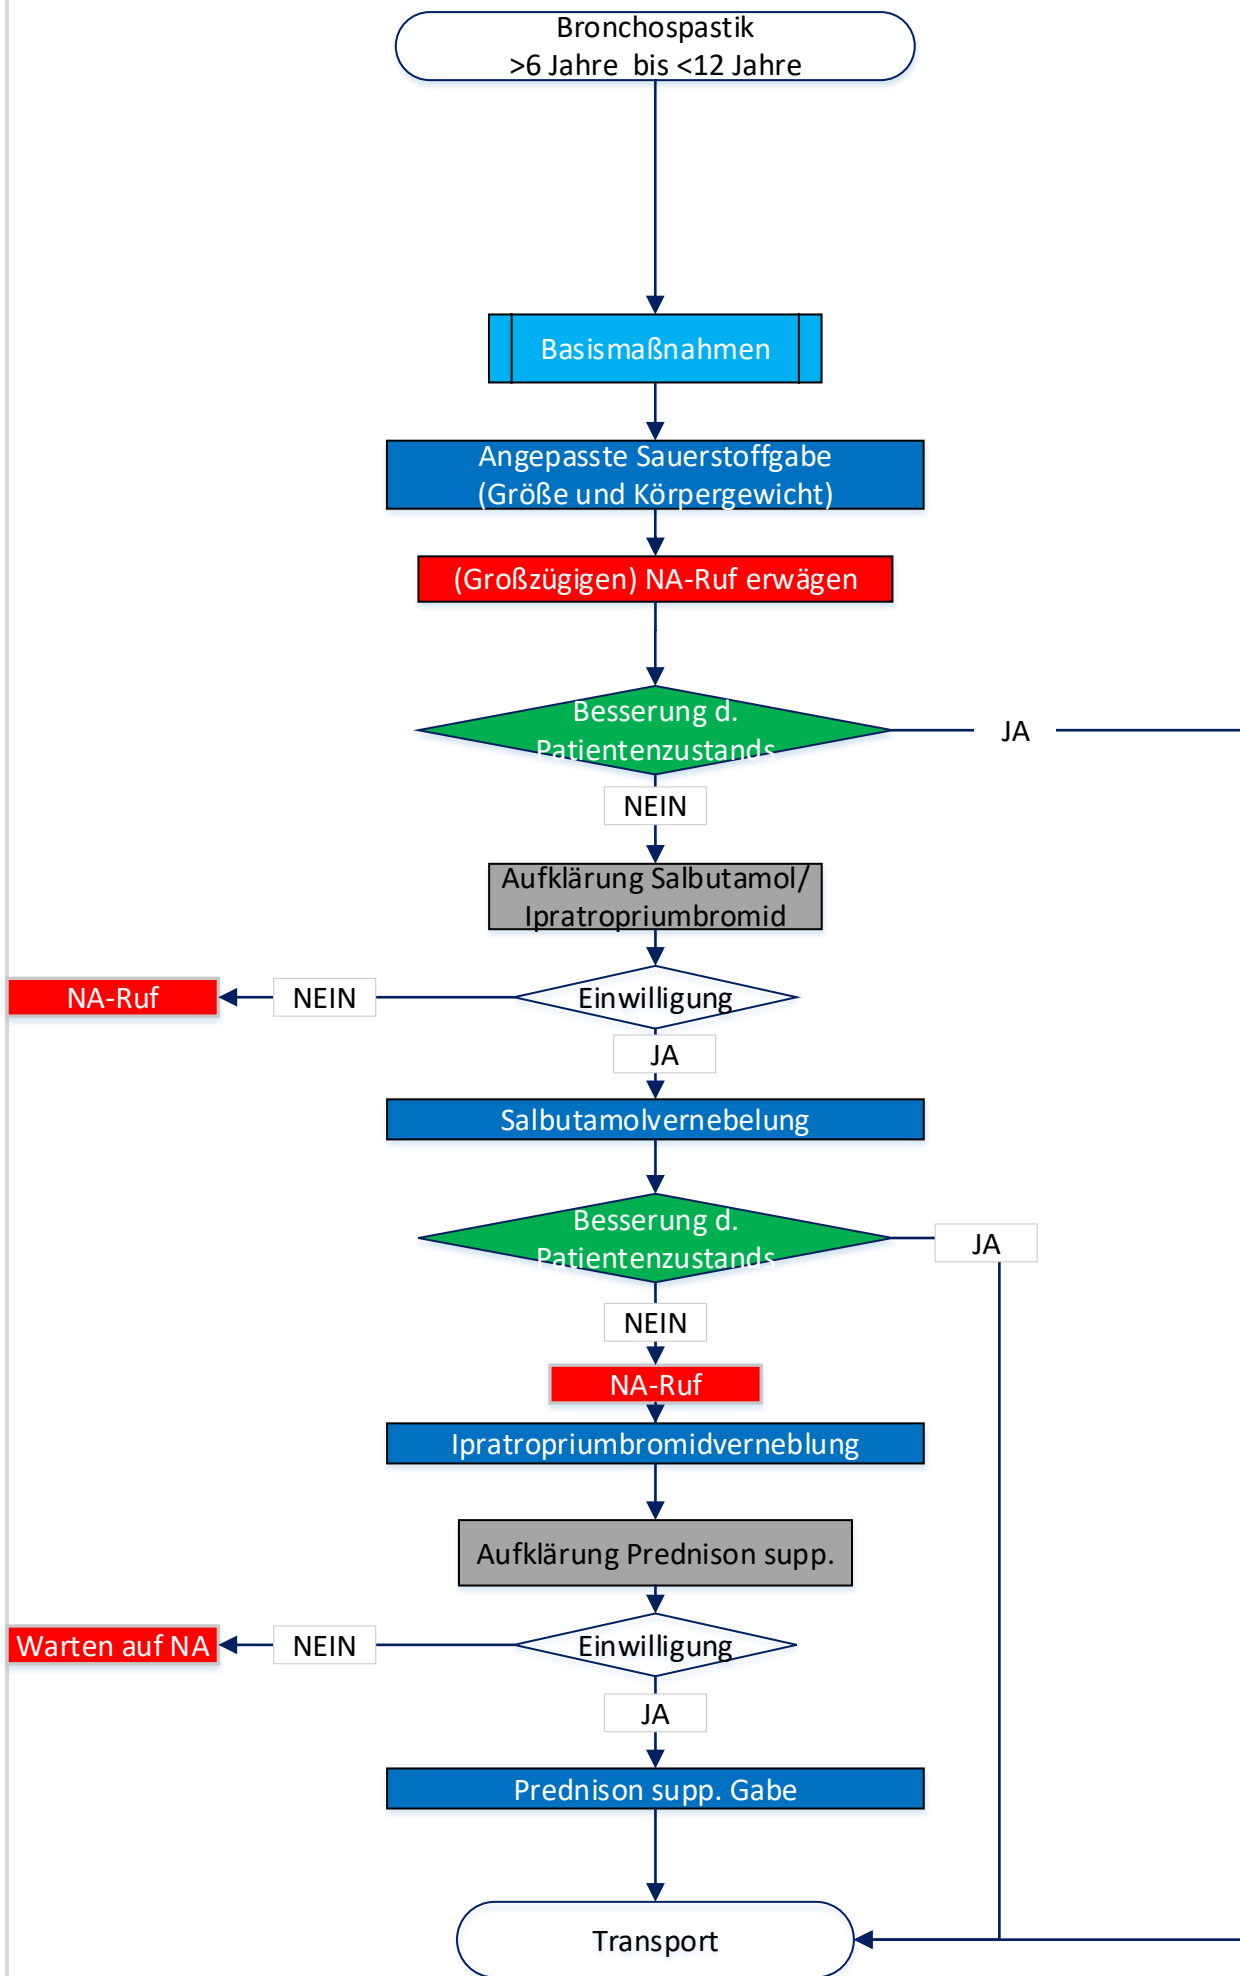 Bronchospastik
>6 Jahre bis <12 Jahre
Basismaßnahmen
Angepasste Sauerstoffgabe
(Größe und Körpergewicht)
(Großzügigen) NA-Ruf erwägen
Besserung d.
Patientenzustands
JA
NEIN
Aufklärung Salbutamol/
Ipratropriumbromid
Einwilligung
NEIN
NA-Ruf
JA
Salbutamolvernebelung
Besserung d.
Patientenzustands
JA
NEIN
NA-Ruf
Ipratropriumbromidverneblung
Aufklärung Prednison supp.
Einwilligung
NEIN
Warten auf NA
JA
Prednison supp. Gabe
Transport